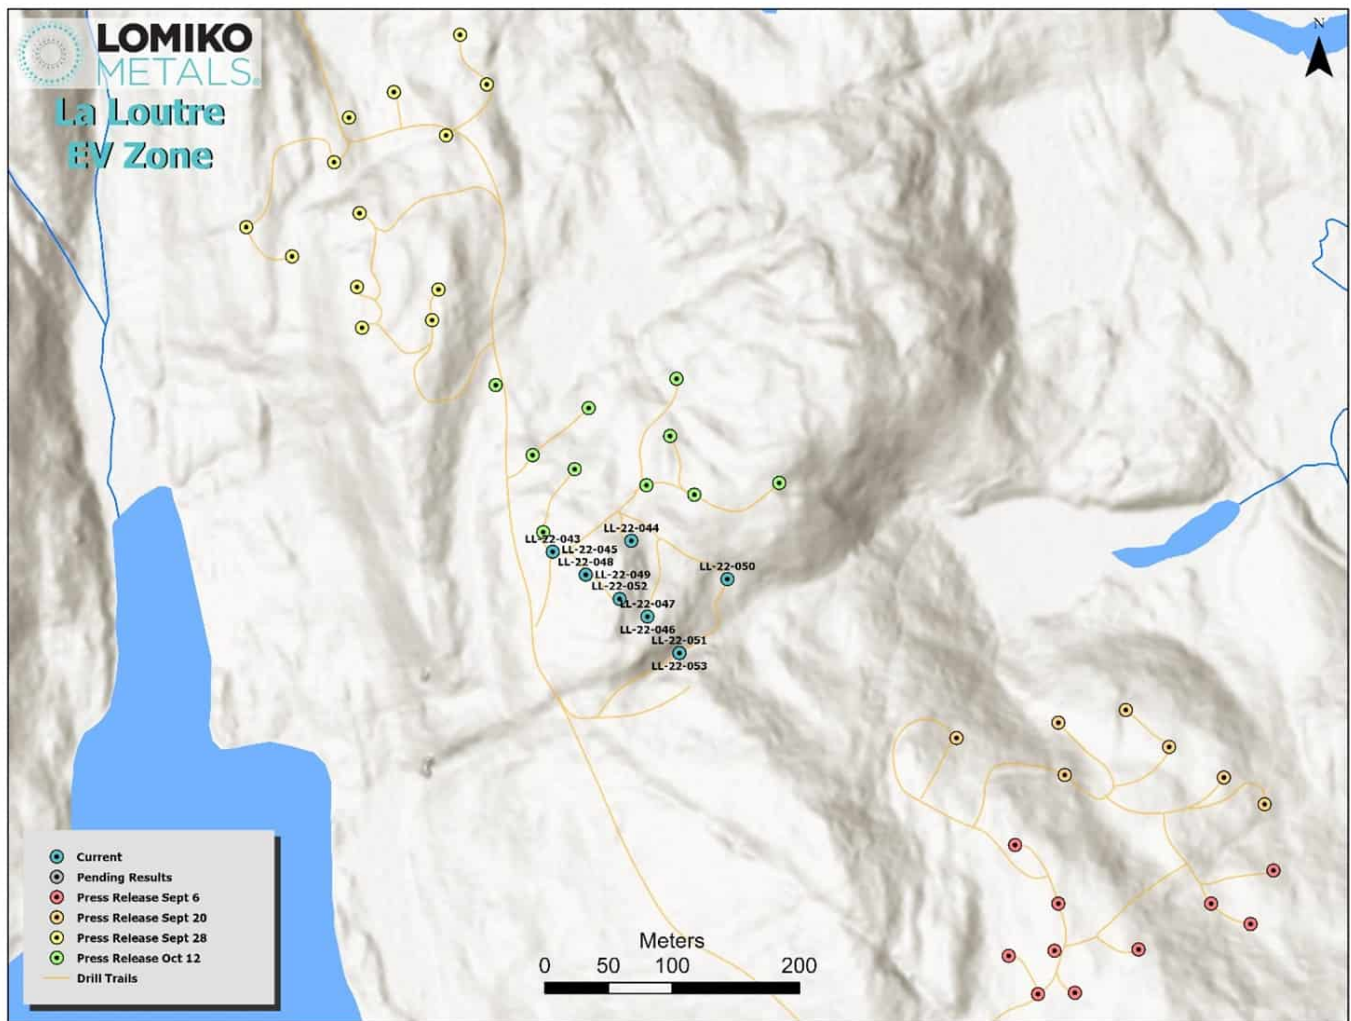 LOMIKO
METALS®
La Loutre
EV Zone
N
LL-22-044
LL-22-043
LL-22-045
LL-22-048
LL-22-050
LL-22-049
LL-22-052
LL-22-047
LL-22-046
LL-22-051
LL-22-053
Current
Pending Results
Press Release Sept 6
Press Release Sept 20
Press Release Sept 28
Press Release Oct 12
Drill Trails
Meters
0 50 100 200